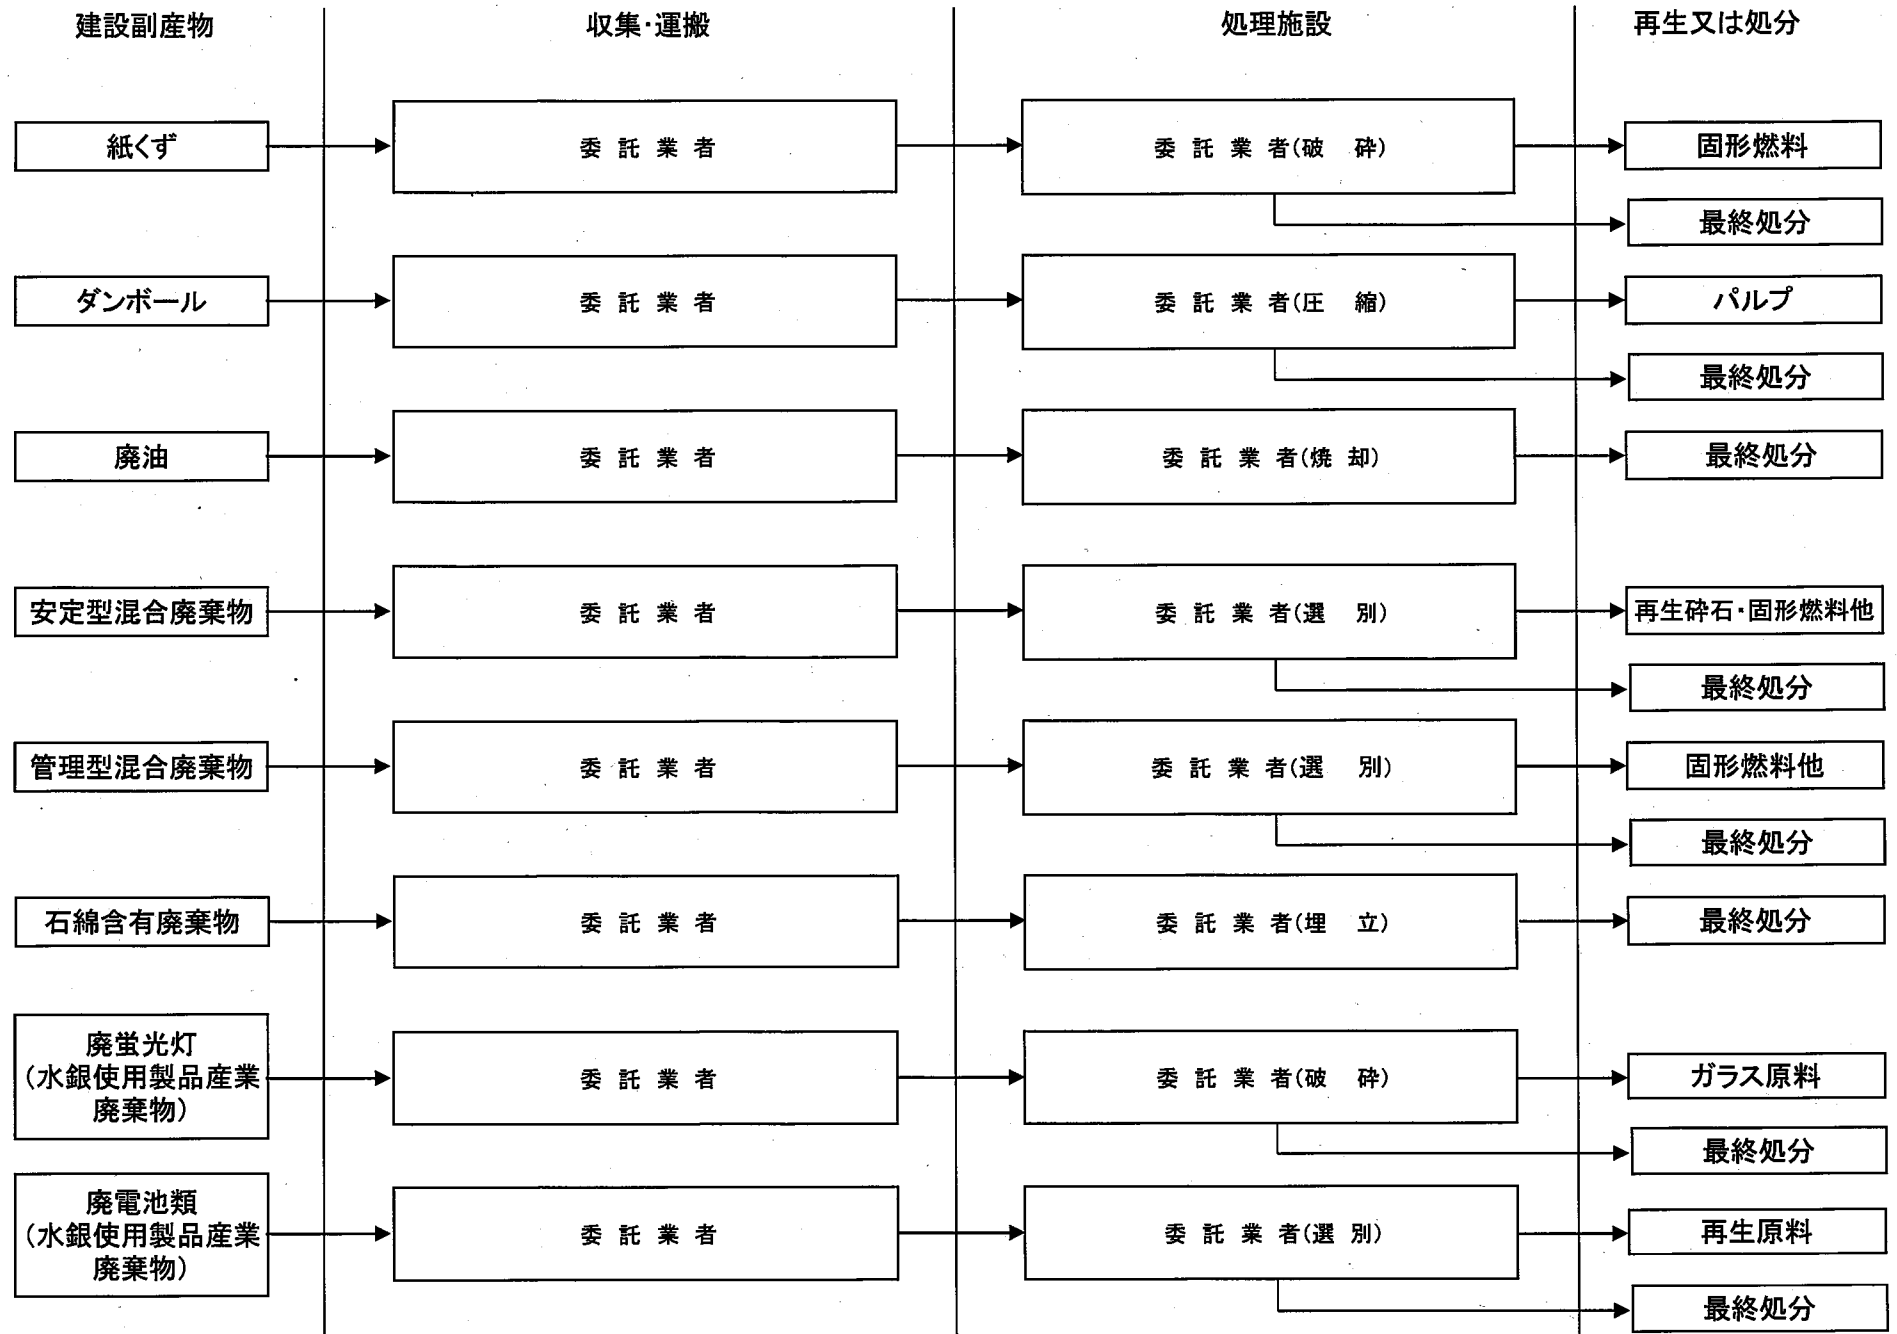 建設副産物 収集・運搬 処理施設 再生又は処分
紙くず 委託業者 委託業者(破 砕) 固形燃料
最終処分
ダンボール 委託業者 委託業者(圧 縮) パルプ
最終処分
廃油 委託業者 委託業者(焼 却) 最終処分
安定型混合廃棄物 委託業者 委託業者(選 別) 再生砕石・固形燃料他
最終処分
管理型混合廃棄物 委託業者 委託業者(選 別) 固形燃料他
最終処分
石綿含有廃棄物 委託業者 委託業者(埋 立) 最終処分
廃蛍光灯
(水銀使用製品産業
廃棄物)
委託業者 委託業者(破 砕) ガラス原料
最終処分
廃電池類
(水銀使用製品産業
廃棄物)
委託業者 委託業者(選 別) 再生原料
最終処分